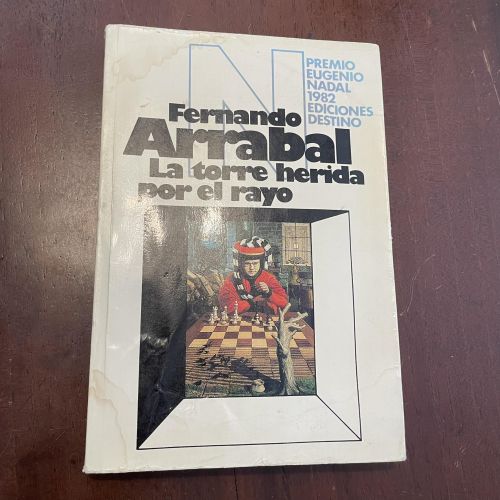 N
PREMIO
EUGENIO
NADAL
1982
EDICIONES
DESTINO
Fernando
Arrabal
La torre herida
por el rayo